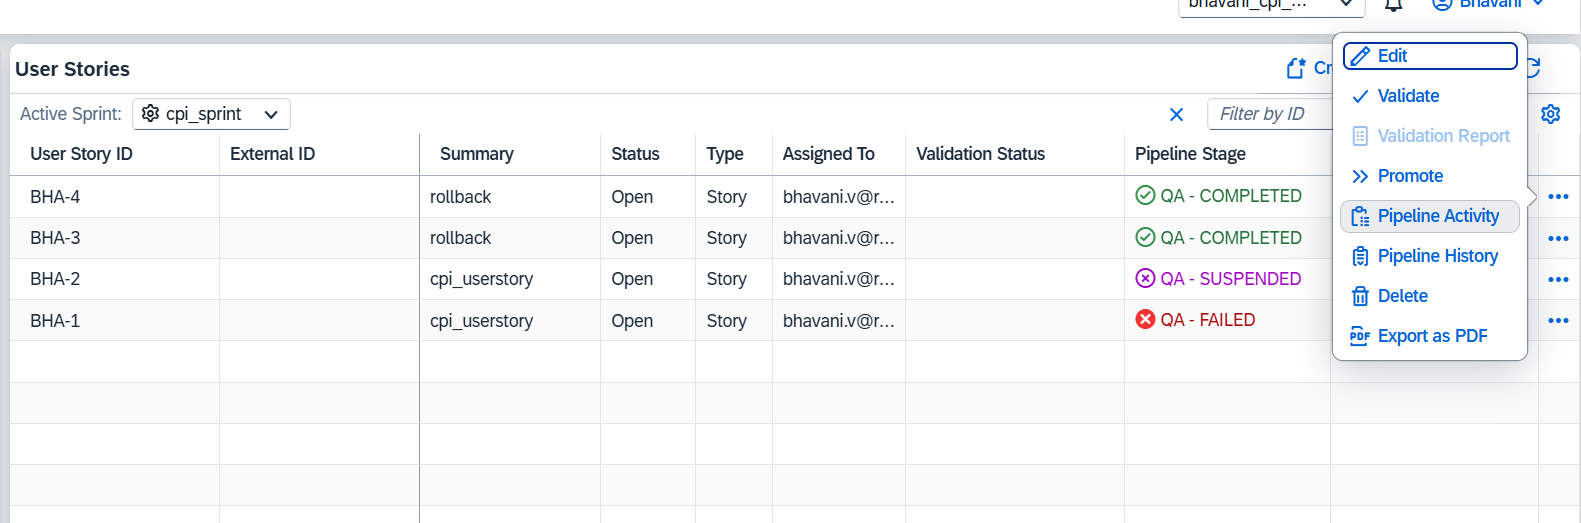 bhavani_cpi_...
Bhavani
User Stories
Active Sprint:
cpi_sprint
Filter by ID
User Story ID External ID Summary Status Type Assigned To Validation Status Pipeline Stage
BHA-4 rollback Open Story bhavani.v@r... QA - COMPLETED
BHA-3 rollback Open Story bhavani.v@r... QA - COMPLETED
BHA-2 cpi_userstory Open Story bhavani.v@r... QA - SUSPENDED
BHA-1 cpi_userstory Open Story bhavani.v@r... QA - FAILED
Edit
Validate
Validation Report
Promote
Pipeline Activity
Pipeline History
Delete
PDF Export as PDF